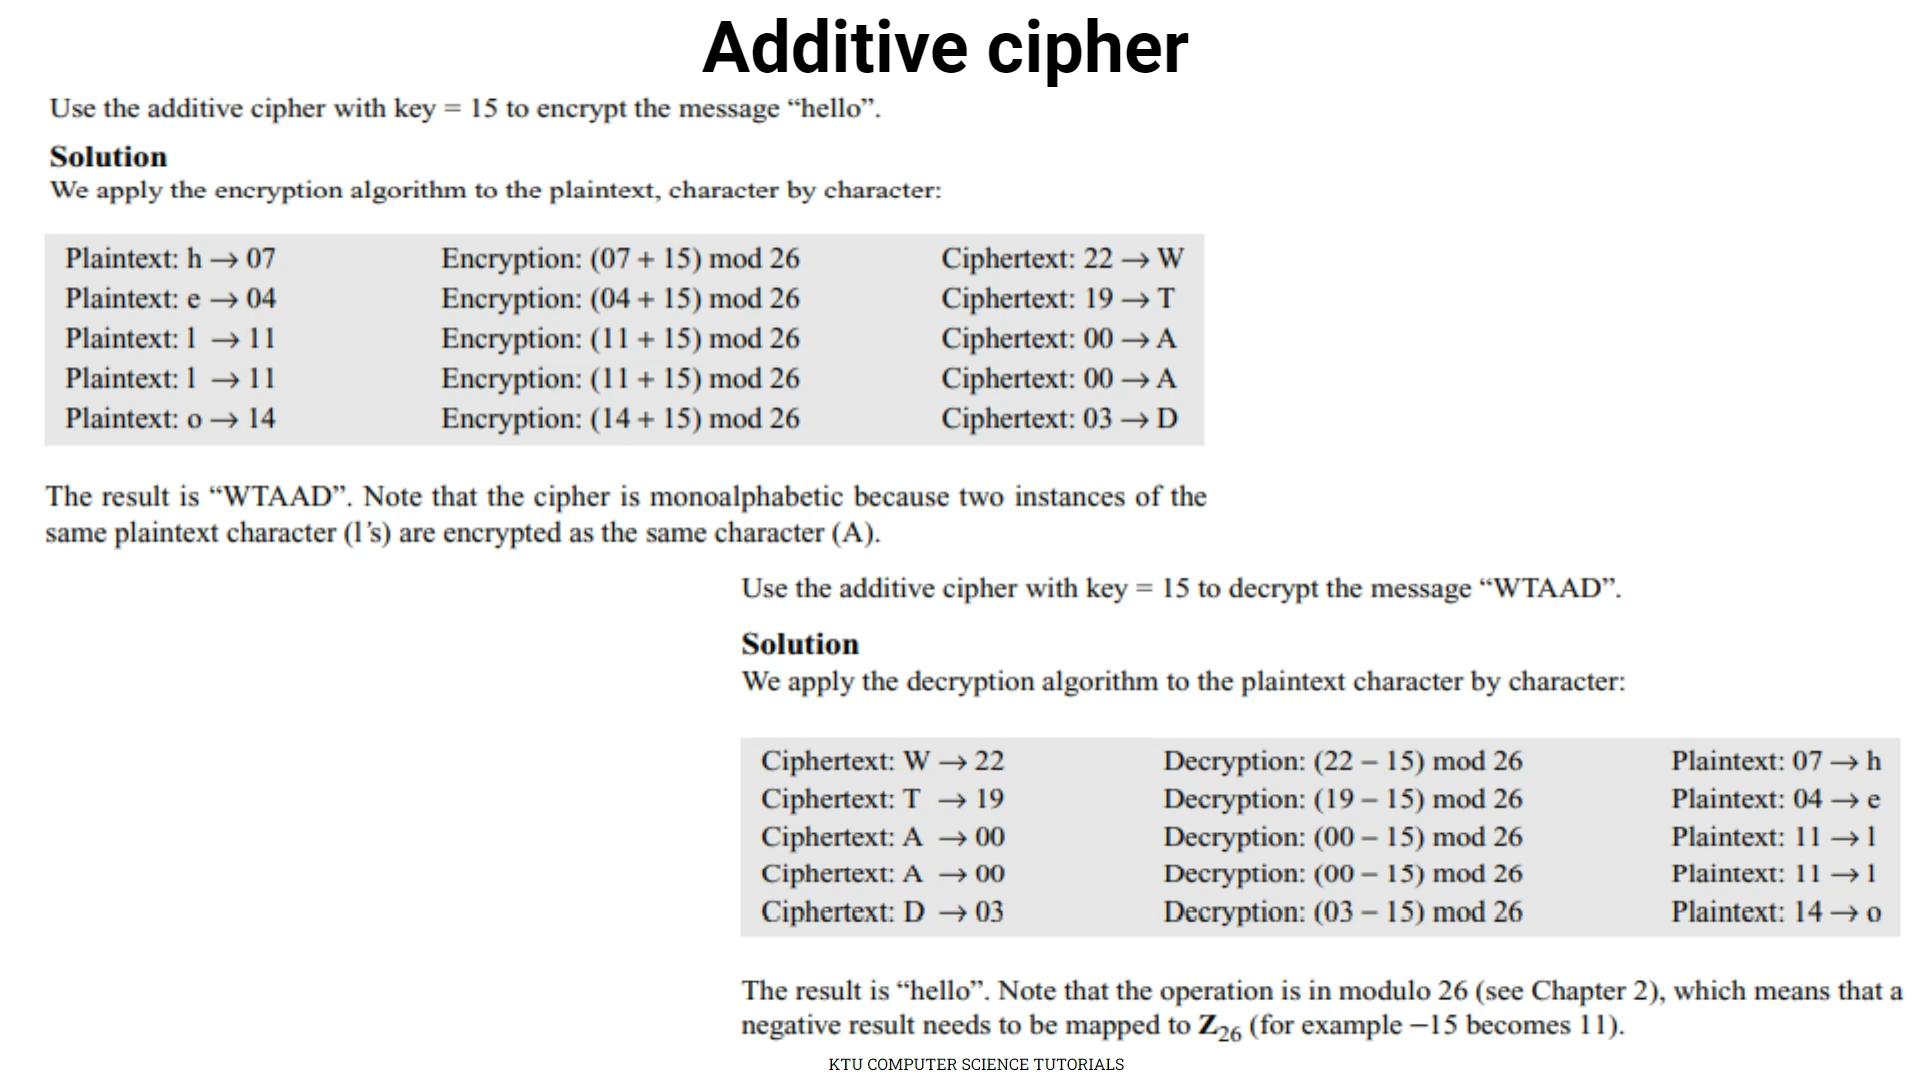 Additive cipher
Use the additive cipher with key = 15 to encrypt the message “hello”.
Solution
We apply the encryption algorithm to the plaintext, character by character:
Plaintext: h → 07 Encryption: (07 + 15) mod 26 Ciphertext: 22 → W
Plaintext: e → 04 Encryption: (04 + 15) mod 26 Ciphertext: 19 → T
Plaintext: l → 11 Encryption: (11 + 15) mod 26 Ciphertext: 00 → A
Plaintext: l → 11 Encryption: (11 + 15) mod 26 Ciphertext: 00 → A
Plaintext: o → 14 Encryption: (14 + 15) mod 26 Ciphertext: 03 → D
The result is “WTAAD”. Note that the cipher is monoalphabetic because two instances of the
same plaintext character (l’s) are encrypted as the same character (A).
Use the additive cipher with key = 15 to decrypt the message “WTAAD”.
Solution
We apply the decryption algorithm to the plaintext character by character:
Ciphertext: W → 22 Decryption: (22 – 15) mod 26 Plaintext: 07 → h
Ciphertext: T → 19 Decryption: (19 – 15) mod 26 Plaintext: 04 → e
Ciphertext: A → 00 Decryption: (00 – 15) mod 26 Plaintext: 11 → l
Ciphertext: A → 00 Decryption: (00 – 15) mod 26 Plaintext: 11 → l
Ciphertext: D → 03 Decryption: (03 – 15) mod 26 Plaintext: 14 → o
The result is “hello”. Note that the operation is in modulo 26 (see Chapter 2), which means that a
negative result needs to be mapped to Z26 (for example –15 becomes 11).
KTU COMPUTER SCIENCE TUTORIALS